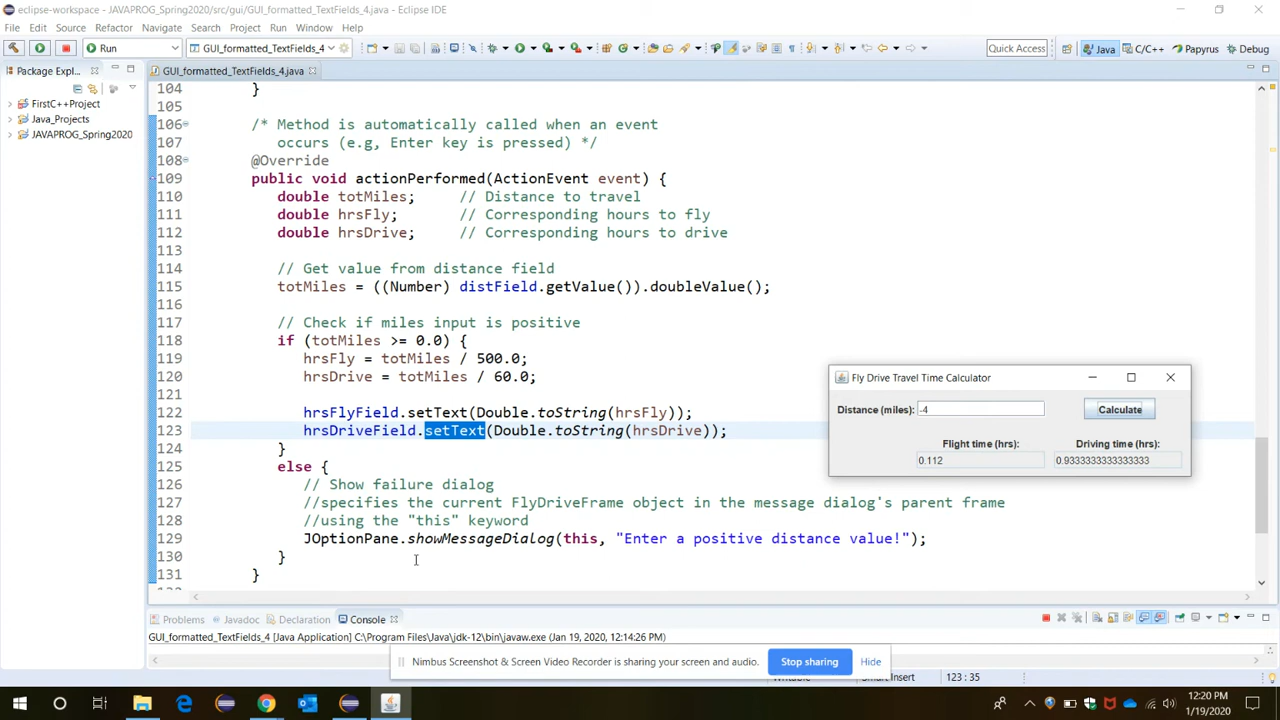 eclipse-workspace - JAVAPROG_Spring2020/src/gui/GUI_formatted_TextFields_4.java - Eclipse IDE
File Edit Source Refactor Navigate Search Project Run Window Help
Run GUI_formatted_TextFields_4 Quick Access Java C/C++ Papyrus Debug
Package Expl... GUI_formatted_TextFields_4.java
FirstC++Project
Java_Projects
JAVAPROG_Spring2020
104 }
105
106 /* Method is automatically called when an event
107 occurs (e.g, Enter key is pressed) */
108 @Override
109 public void actionPerformed(ActionEvent event) {
110 double totMiles; // Distance to travel
111 double hrsFly; // Corresponding hours to fly
112 double hrsDrive; // Corresponding hours to drive
113
114 // Get value from distance field
115 totMiles = ((Number) distField.getValue()).doubleValue();
116
117 // Check if miles input is positive
118 if (totMiles >= 0.0) {
119 hrsFly = totMiles / 500.0;
120 hrsDrive = totMiles / 60.0;
121
122 hrsFlyField.setText(Double.toString(hrsFly));
123 hrsDriveField.setText(Double.toString(hrsDrive));
124 }
125 else {
126 // Show failure dialog
127 //specifies the current FlyDriveFrame object in the message dialog's parent frame
128 //using the "this" keyword
129 JOptionPane.showMessageDialog(this, "Enter a positive distance value!");
130 }
131 }
Fly Drive Travel Time Calculator
Distance (miles): -4 Calculate
Flight time (hrs): Driving time (hrs):
0.112 0.9333333333333333
Problems Javadoc Declaration Console
GUI_formatted_TextFields_4 [Java Application] C:\Program Files\Java\jdk-12\bin\javaw.exe (Jan 19, 2020, 12:14:26 PM)
Nimbus Screenshot & Screen Video Recorder is sharing your screen and audio. Stop sharing Hide
Writable Smart Insert 123 : 35
12:20 PM
1/19/2020